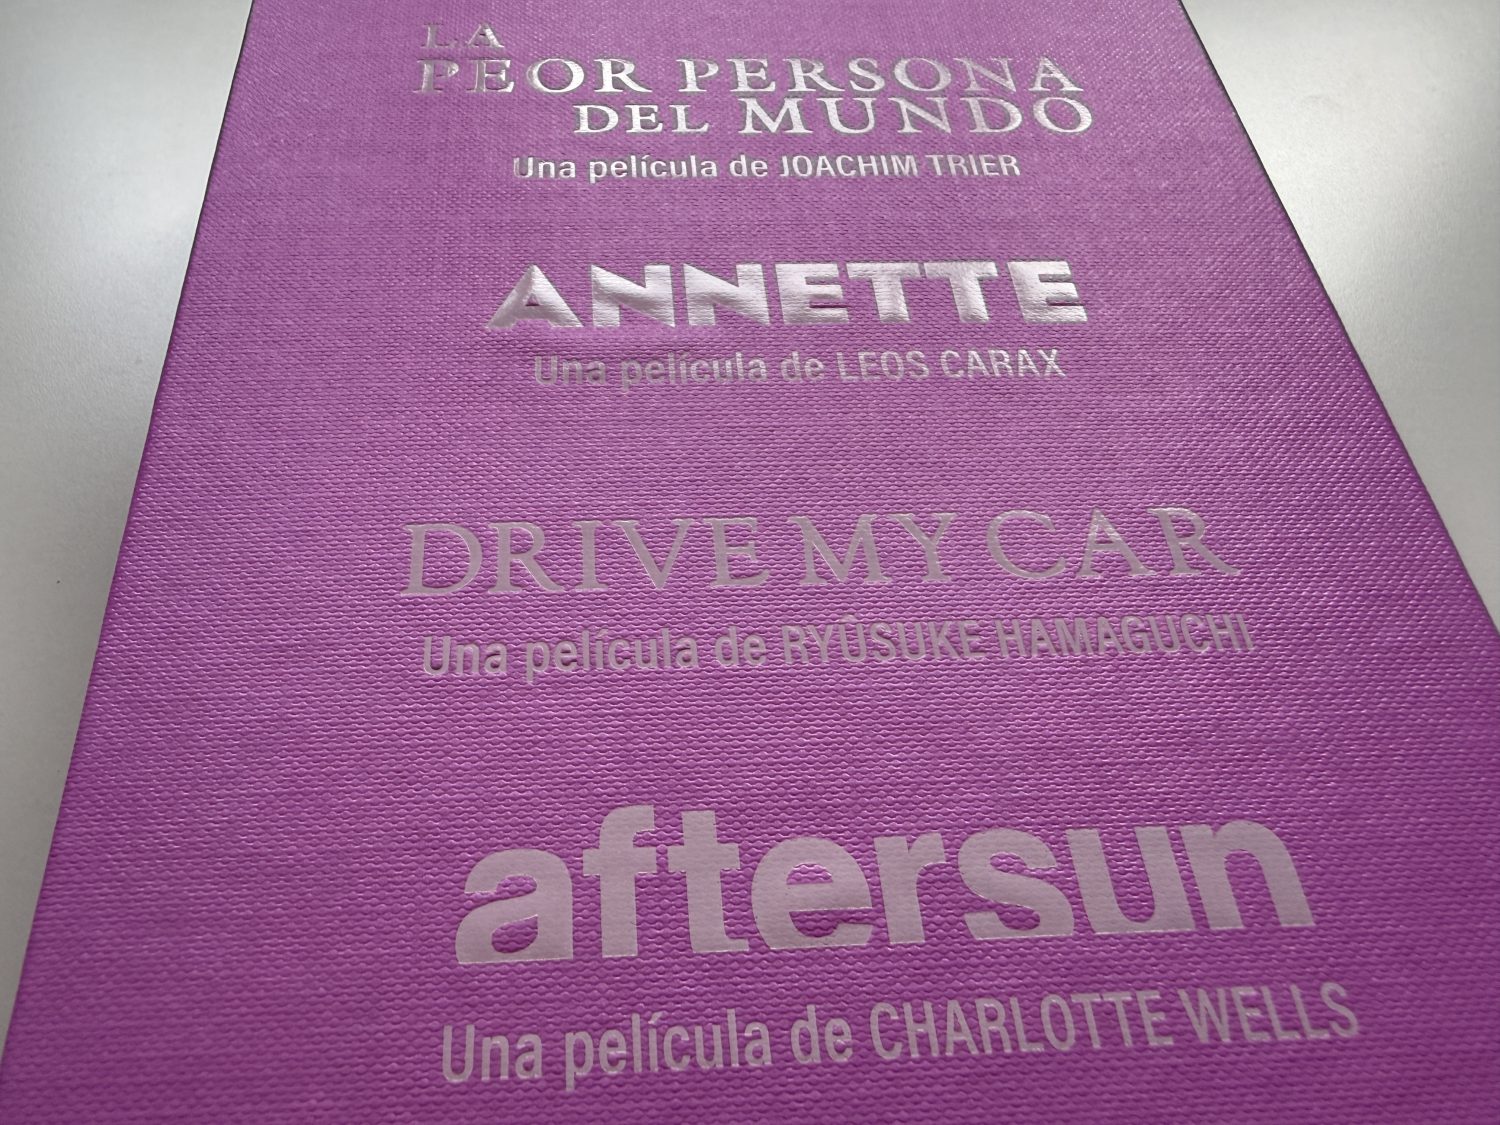 LA
PEOR PERSONA
DEL MUNDO
Una película de JOACHIM TRIER
ANNETTE
Una película de LEOS CARAX
DRIVE MY CAR
Una película de RYÛSUKE HAMAGUCHI
aftersun
Una película de CHARLOTTE WELLS